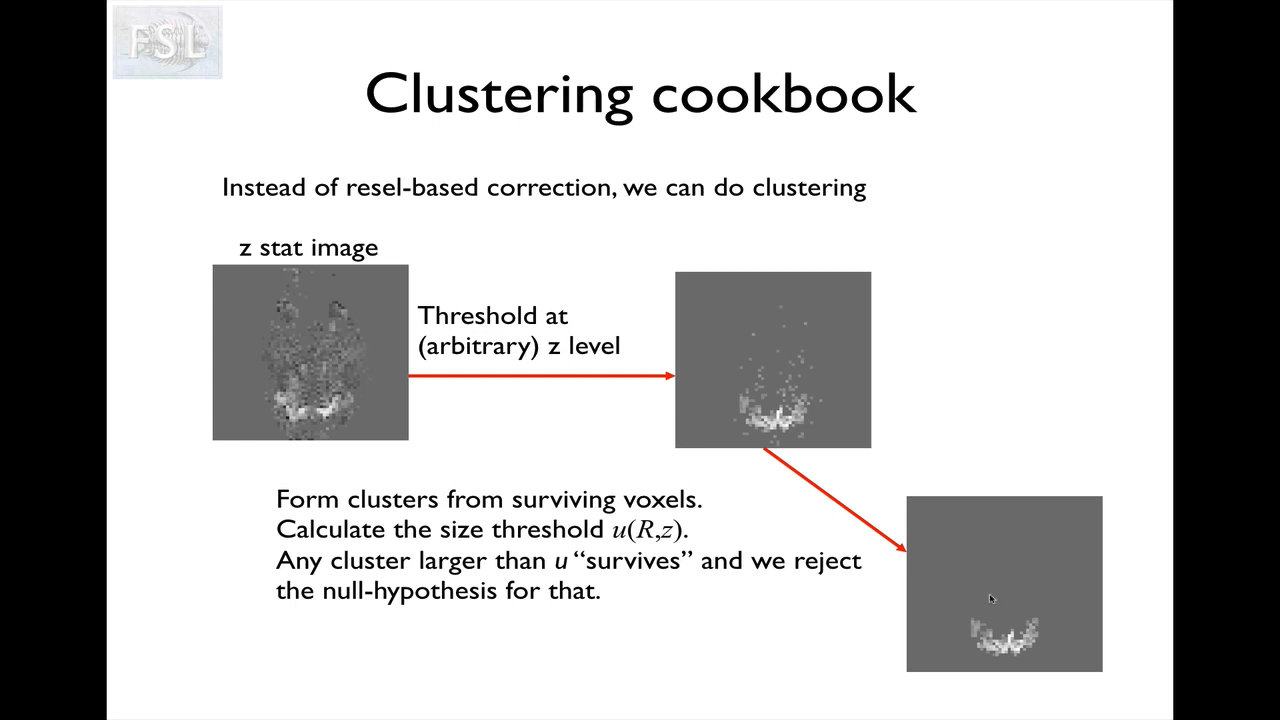 FSL
Clustering cookbook
Instead of resel-based correction, we can do clustering
z stat image
Threshold at
(arbitrary) z level
Form clusters from surviving voxels.
Calculate the size threshold u(R,z).
Any cluster larger than u “survives” and we reject
the null-hypothesis for that.